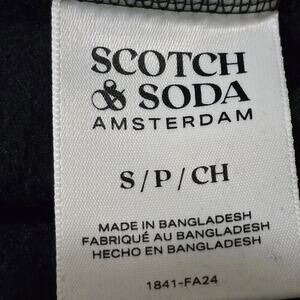 SCOTCH
& SODA
AMSTERDAM
S/P/CH
MADE IN BANGLADESH
FABRIQUÉ AU BANGLADESH
HECHO EN BANGLADESH
1841-FA24